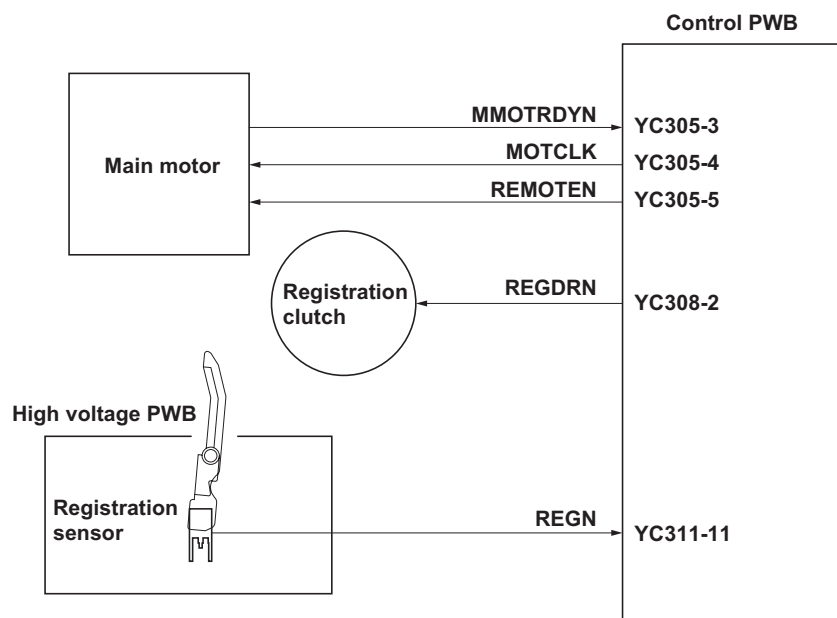 Control PWB
MMOTRDYN
YC305-3
Main motor
MOTCLK
YC305-4
REMOTEN
YC305-5
Registration
clutch
REGDRN
YC308-2
High voltage PWB
Registration
sensor
REGN
YC311-11